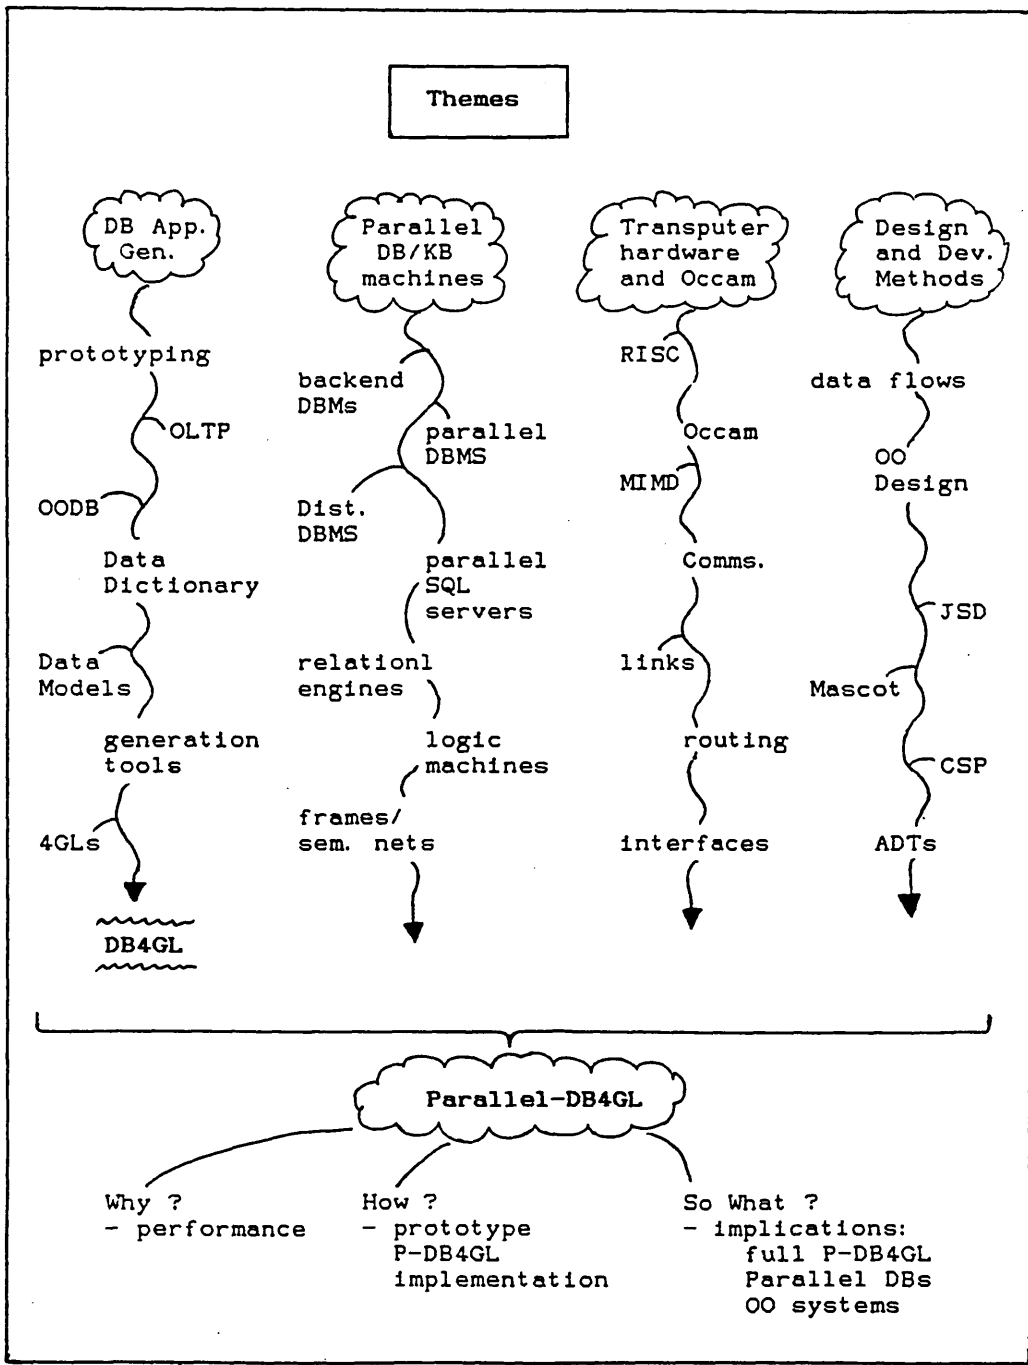 Themes
DB App.
Gen.
prototyping
OLTP
OODB
Data
Dictionary
Data
Models
generation
tools
4GLs
DB4GL
Parallel
DB/KB
machines
backend
DBMs
parallel
DBMS
Dist.
DBMS
parallel
SQL
servers
relationl
engines
logic
machines
frames/
sem. nets
Transputer
hardware
and Occam
RISC
Occam
MIMD
Comms.
links
routing
interfaces
Design
and Dev.
Methods
data flows
OO
Design
JSD
Mascot
CSP
ADTs
Parallel-DB4GL
Why ?
- performance
How ?
- prototype
P-DB4GL
implementation
So What ?
- implications:
full P-DB4GL
Parallel DBs
OO systems